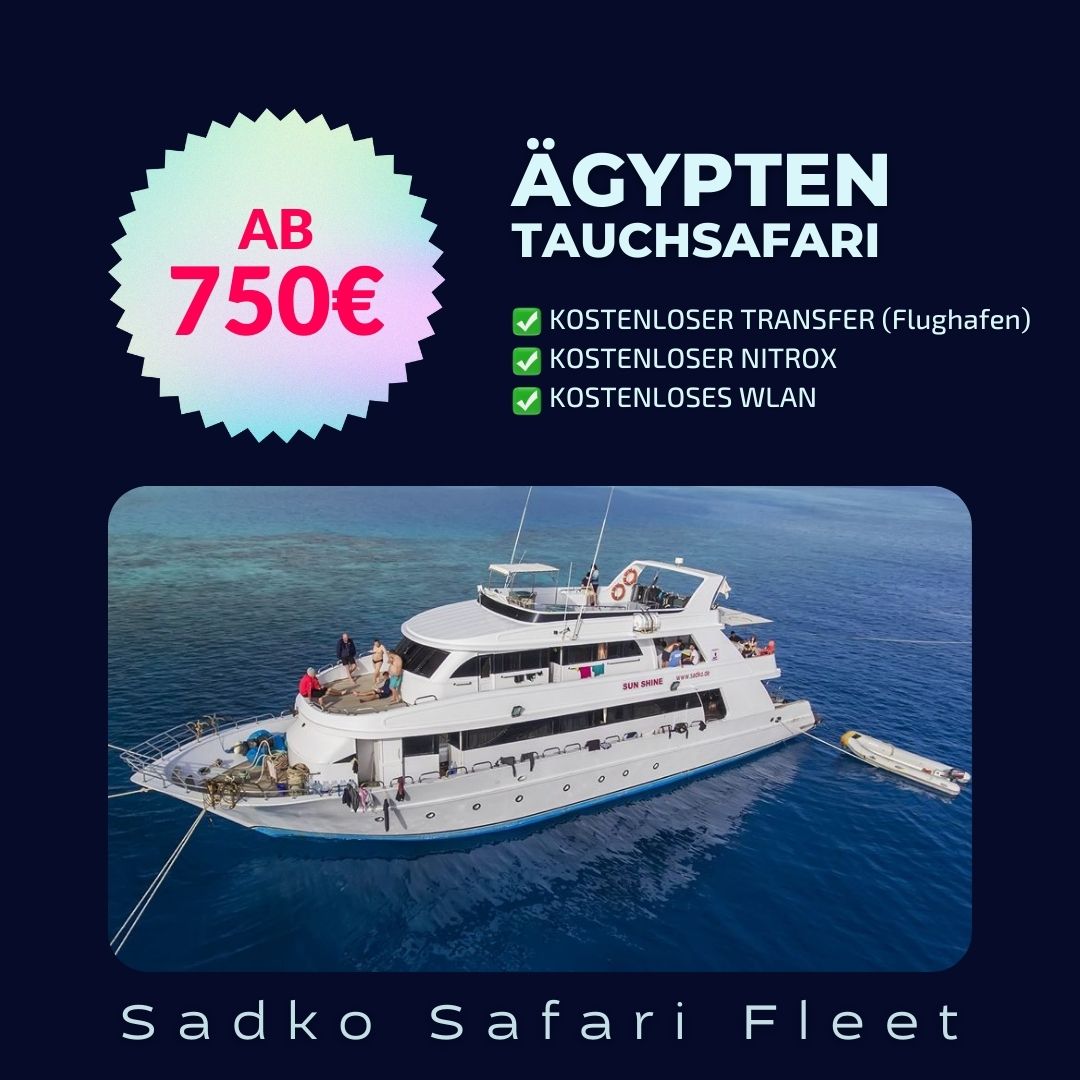 AB
750€
ÄGYPTEN
TAUCHSAFARI
✅ KOSTENLOSER TRANSFER (Flughafen)
✅ KOSTENLOSER NITROX
✅ KOSTENLOSES WLAN
SUN SHINE www.sadko.de
Sadko Safari Fleet